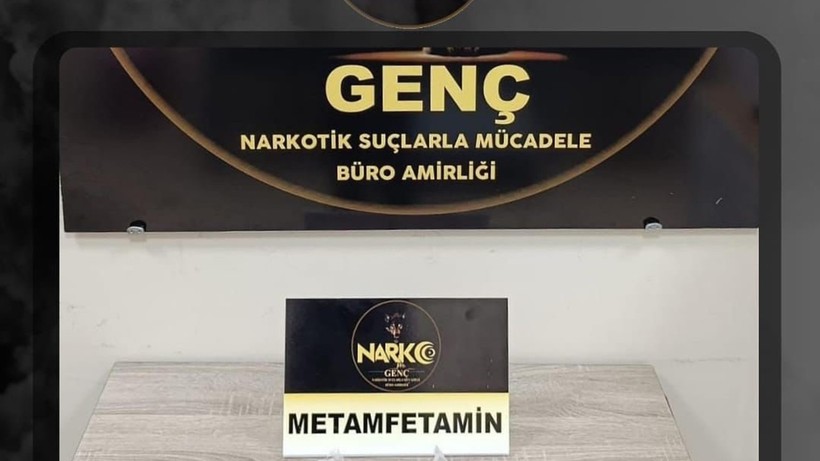 GENÇ
NARKOTİK SUÇLARLA MÜCADELE
BÜRO AMİRLİĞİ
NARKO
GENÇ
METAMFETAMİN